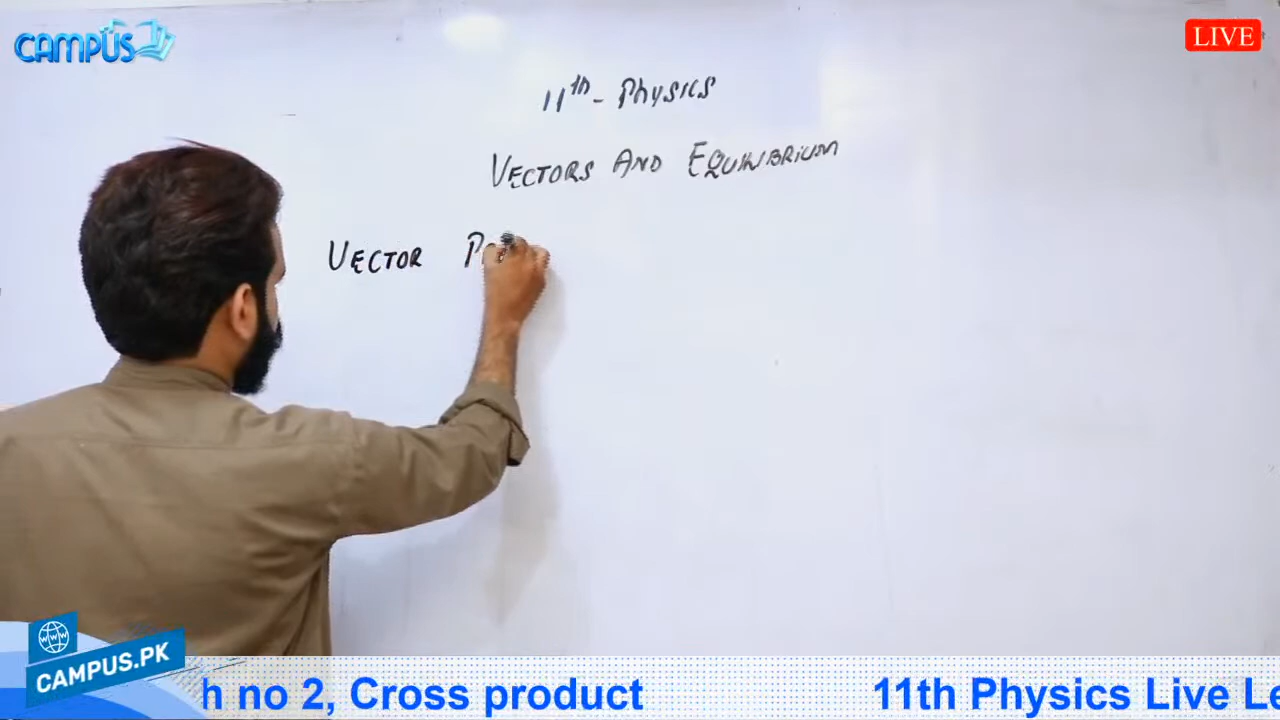 CAMPUS
LIVE
11th - Physics
VECTORS AND EQUILIBRIUM
VECTOR
CAMPUS.PK
h no 2, Cross product 11th Physics Live Le